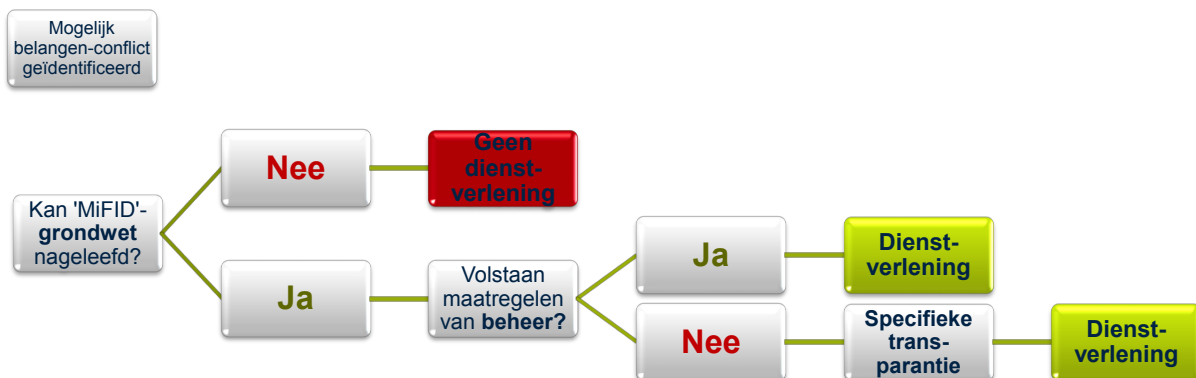 Mogelijk
belangen-conflict
geïdentificeerd
Nee
Geen
dienst-
verlening
Kan 'MiFID'-
grondwet
nageleefd?
Ja
Volstaan
maatregelen
van beheer?
Ja
Dienst-
verlening
Nee
Specifieke
trans-
parantie
Dienst-
verlening